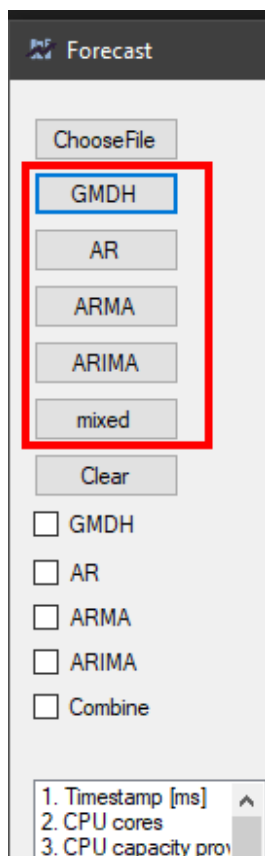 Forecast
ChooseFile
GMDH
AR
ARMA
ARIMA
mixed
Clear
GMDH
AR
ARMA
ARIMA
Combine
1. Timestamp [ms]
2. CPU cores
3. CPU capacity prov